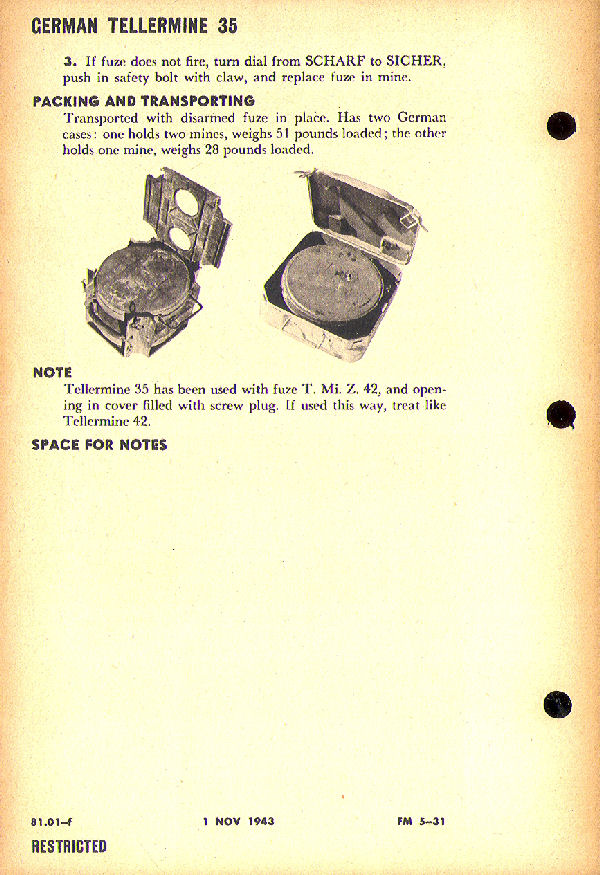 GERMAN TELLERMINE 35
3. If fuze does not fire, turn dial from SCHARF to SICHER,
push in safety bolt with claw, and replace fuze in mine.
PACKING AND TRANSPORTING
Transported with disarmed fuze in place. Has two German
cases: one holds two mines, weighs 51 pounds loaded; the other
holds one mine, weighs 28 pounds loaded.
NOTE
Tellermine 35 has been used with fuze T. Mi. Z. 42, and open-
ing in cover filled with screw plug. If used this way, treat like
Tellermine 42.
SPACE FOR NOTES
81.01-f 1 NOV 1943 FM 5-31
RESTRICTED